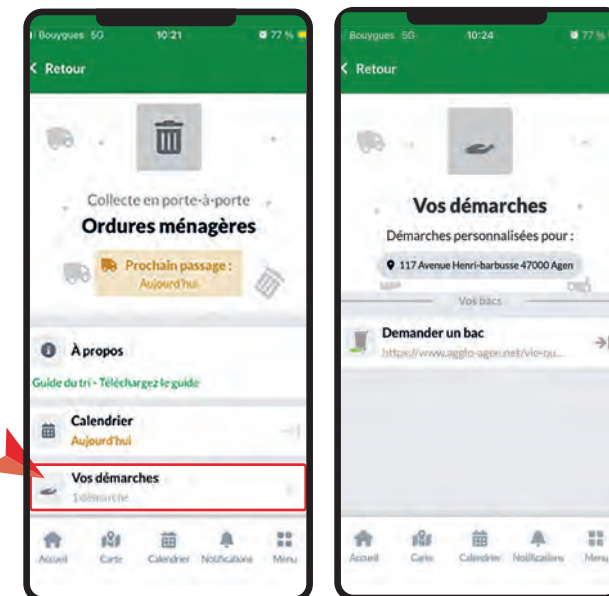 Bouygues 5G 10:21 77 %
Retour
Collecte en porte-à-porte
Ordures ménagères
Prochain passage :
Aujourd'hui
À propos
Guide du tri - Téléchargez le guide
Calendrier
Aujourd'hui
Vos démarches
1 démarche
Accueil Carte Calendrier Notifications Menu
Bouygues 5G 10:24 77 %
Retour
Vos démarches
Démarches personnalisées pour :
117 Avenue Henri-barbusse 47000 Agen
Vos bacs
Demander un bac
https://www.agglo-agen.net/vie-qu...
Accueil Carte Calendrier Notifications Menu